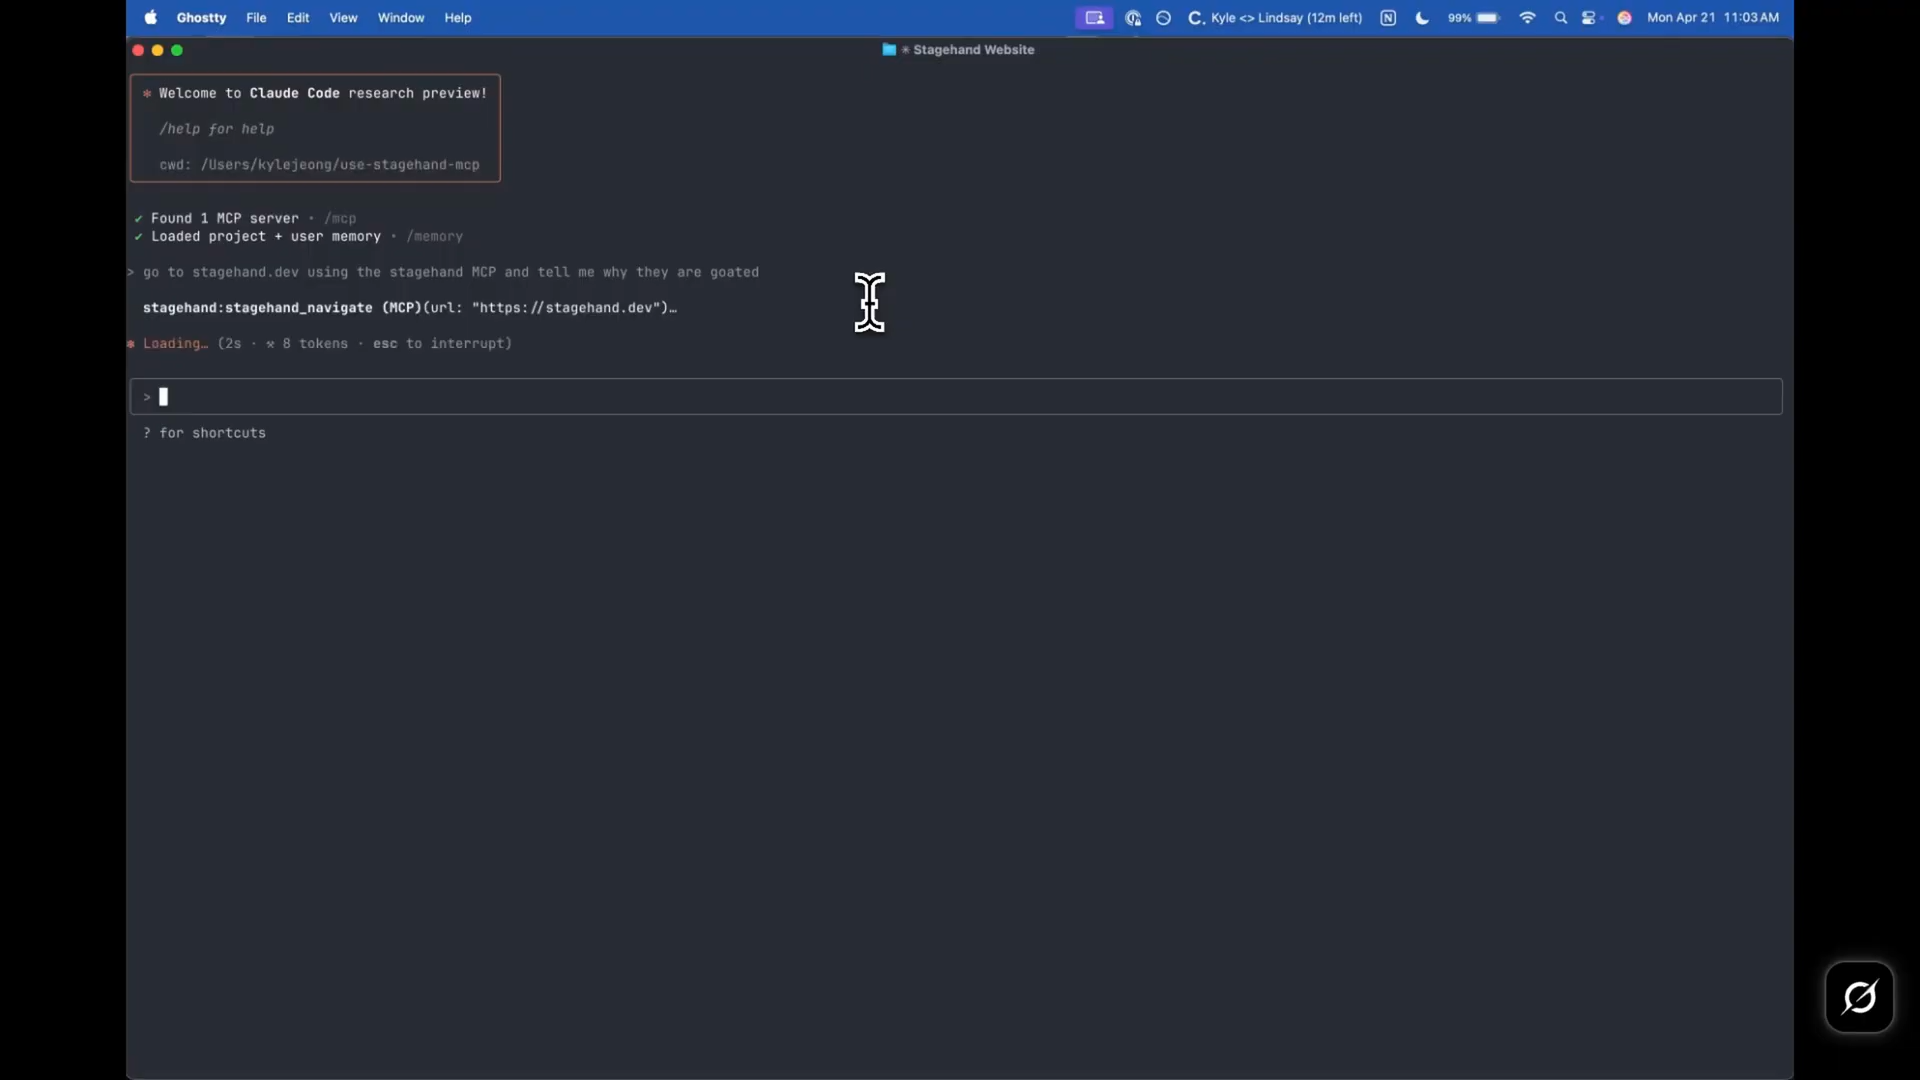 Ghostty File Edit View Window Help Kyle <> Lindsay (12m left) 99% Mon Apr 21 11:03 AM
✳ Stagehand Website
✻ Welcome to Claude Code research preview!
/help for help
cwd: /Users/kylejeong/use-stagehand-mcp
✔ Found 1 MCP server · /mcp
✔ Loaded project + user memory · /memory
> go to stagehand.dev using the stagehand MCP and tell me why they are goated
stagehand:stagehand_navigate (MCP)(url: "https://stagehand.dev")…
✽ Loading… (2s · ⚒ 8 tokens · esc to interrupt)
>
? for shortcuts